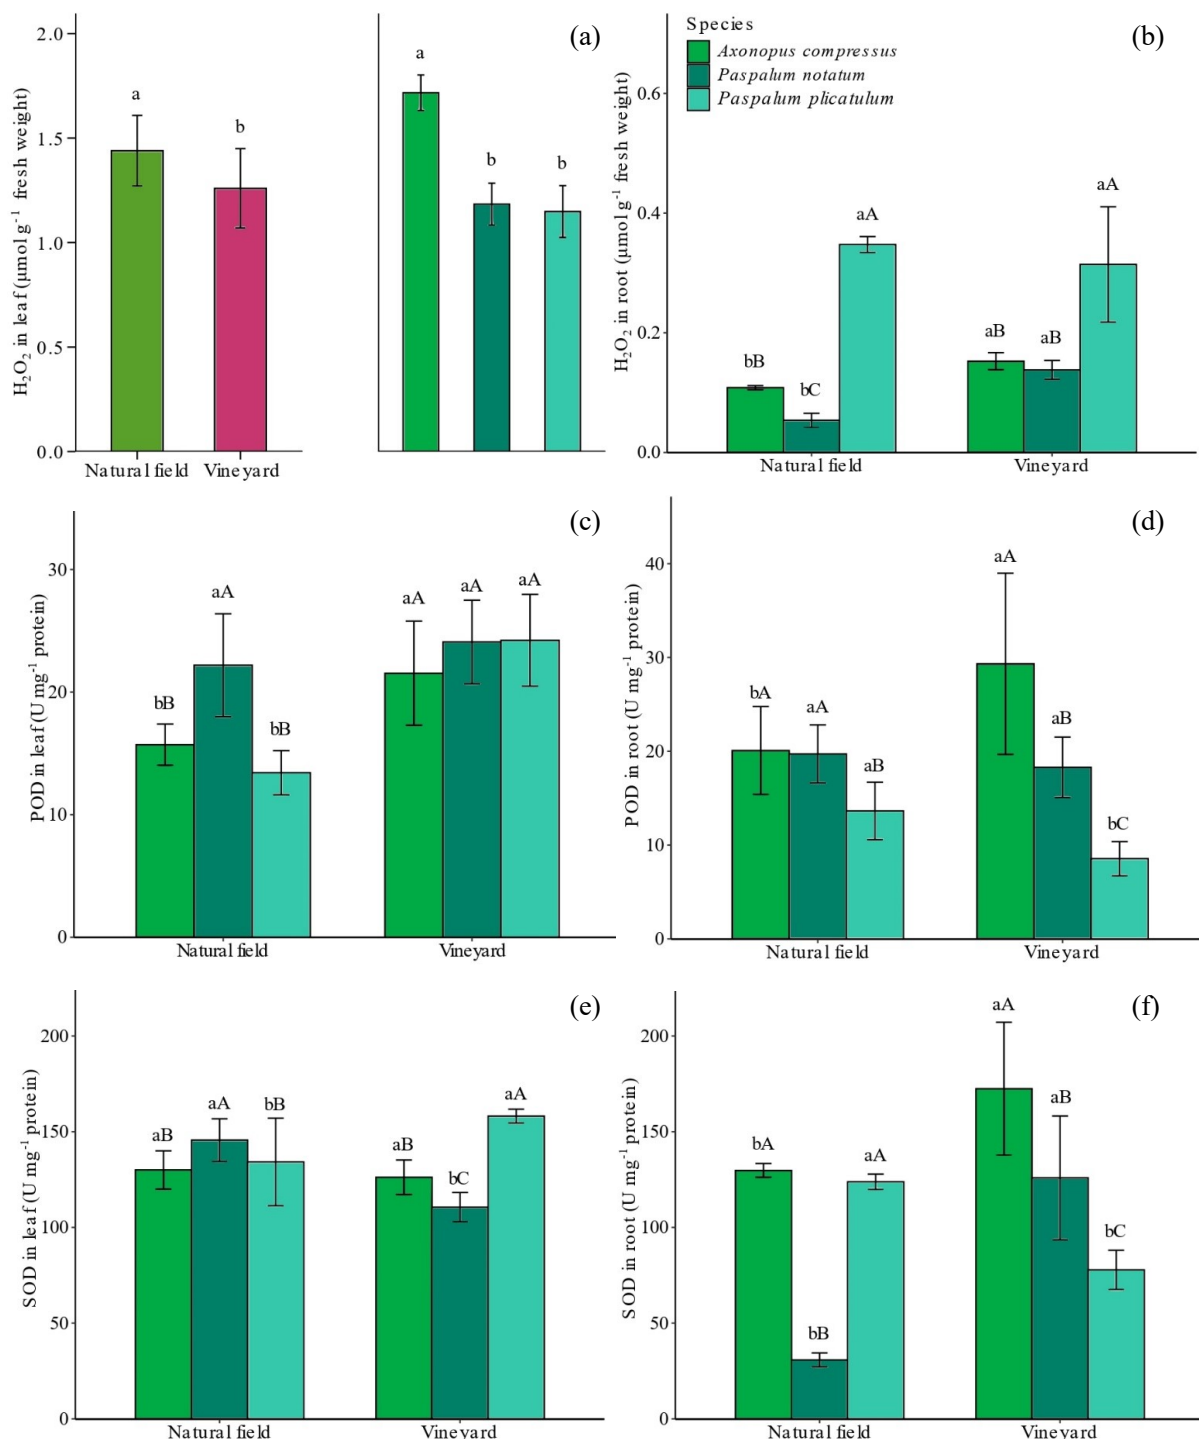 (a)
H₂O₂ in leaf (µmol g⁻¹ fresh weight)
2.0
1.5
1.0
0.5
0.0
a
b
Natural field
Vineyard
a
b
b
(b)
Species
Axonopus compressus
Paspalum notatum
Paspalum plicatulum
H₂O₂ in root (µmol g⁻¹ fresh weight)
0.6
0.4
0.2
0.0
bB
bC
aA
aB
aB
aA
Natural field
Vineyard
(c)
POD in leaf (U mg⁻¹ protein)
30
20
10
0
bB
aA
bB
aA
aA
aA
Natural field
Vineyard
(d)
POD in root (U mg⁻¹ protein)
40
30
20
10
0
bA
aA
aB
aA
aB
bC
Natural field
Vineyard
(e)
SOD in leaf (U mg⁻¹ protein)
200
150
100
50
0
aB
aA
bB
aB
bC
aA
Natural field
Vineyard
(f)
SOD in root (U mg⁻¹ protein)
200
150
100
50
0
bA
bB
aA
aA
aB
bC
Natural field
Vineyard